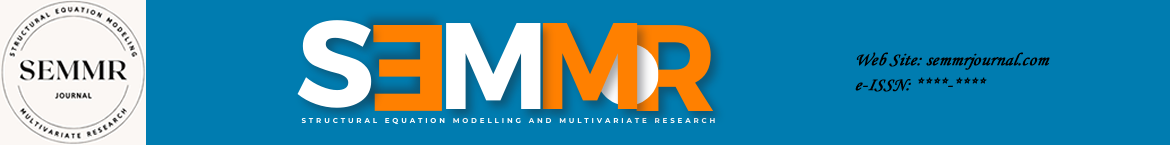 STRUCTURAL EQUATION MODELING
SEMMR
JOURNAL
MULTIVARIATE RESEARCH
SEMMR
STRUCTURAL EQUATION MODELLING AND MULTIVARIATE RESEARCH
Web Site: semmrjournal.com
e-ISSN: ****-****